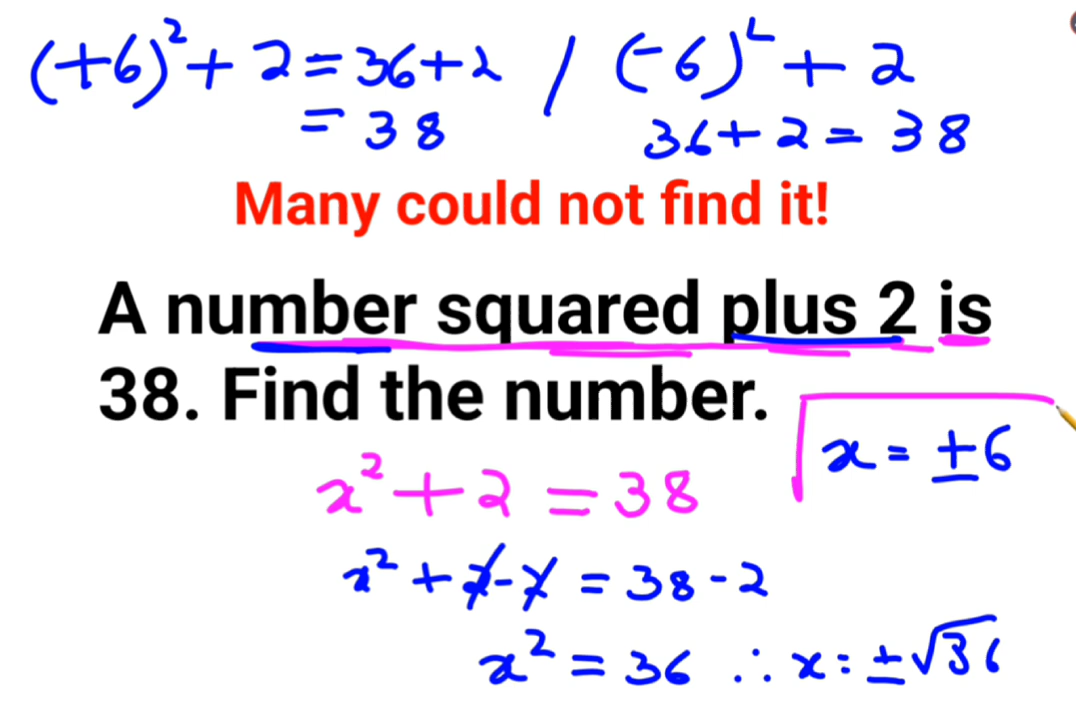 (+6)² + 2 = 36 + 2 / (-6)² + 2
= 38 36 + 2 = 38
Many could not find it!
A number squared plus 2 is
38. Find the number.
x = ±6
x² + 2 = 38
x² + 2 - 2 = 38 - 2
x² = 36 ∴ x = ±√36